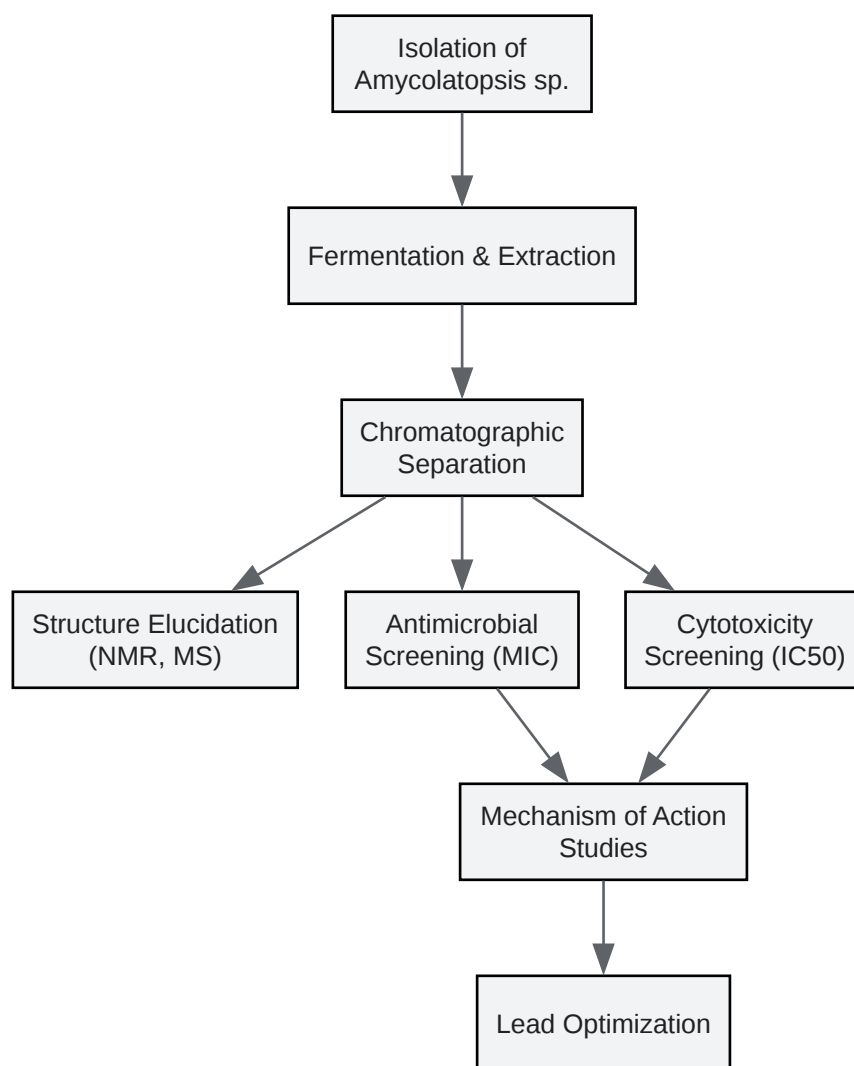 Isolation of
Amycolatopsis sp.
Fermentation & Extraction
Chromatographic
Separation
Structure Elucidation
(NMR, MS)
Antimicrobial
Screening (MIC)
Cytotoxicity
Screening (IC50)
Mechanism of Action
Studies
Lead Optimization